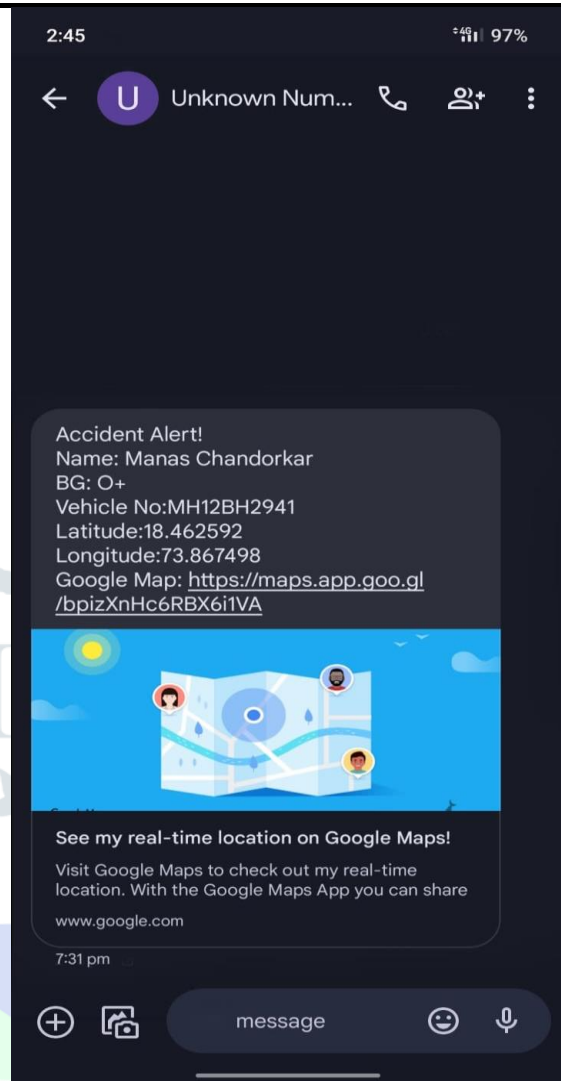 2:45
4G 97%
U Unknown Num...
Accident Alert!
Name: Manas Chandorkar
BG: O+
Vehicle No:MH12BH2941
Latitude:18.462592
Longitude:73.867498
Google Map: https://maps.app.goo.gl
/bpizXnHc6RBX6i1VA
See my real-time location on Google Maps!
Visit Google Maps to check out my real-time
location. With the Google Maps App you can share
www.google.com
7:31 pm
message